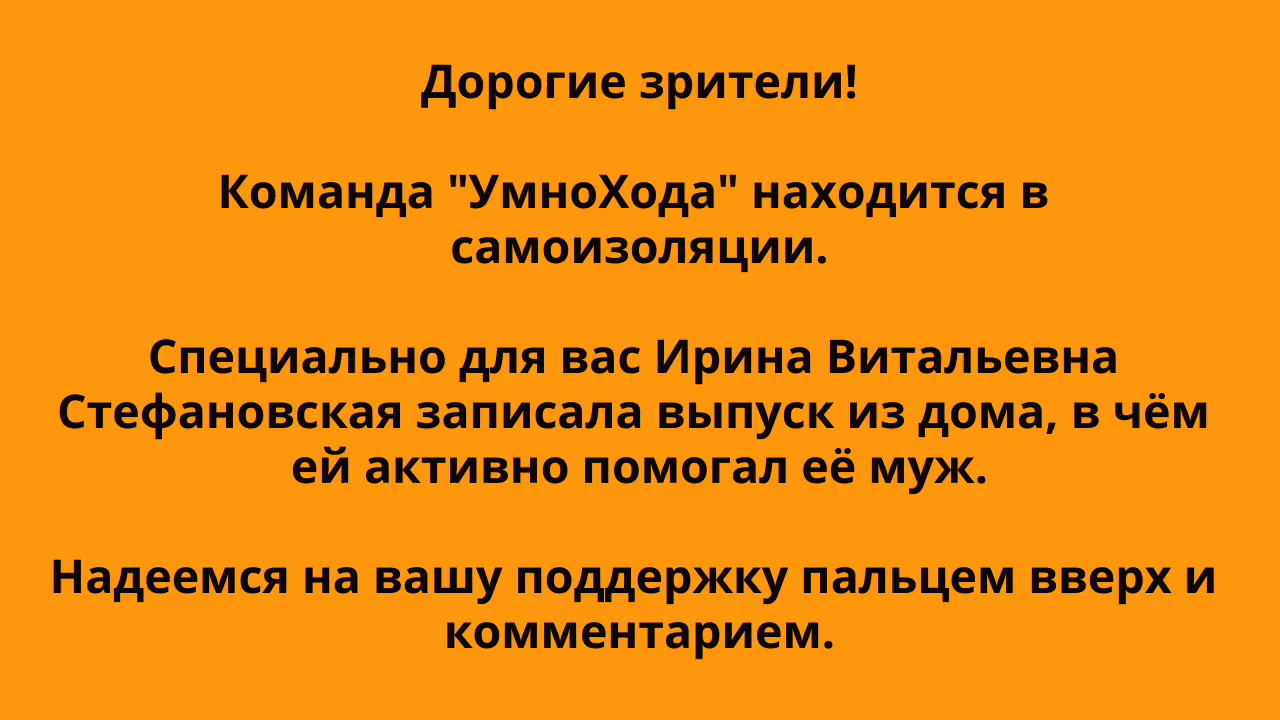 Дорогие зрители!
Команда "УмноХода" находится в
самоизоляции.
Специально для вас Ирина Витальевна
Стефановская записала выпуск из дома, в чём
ей активно помогал её муж.
Надеемся на вашу поддержку пальцем вверх и
комментарием.